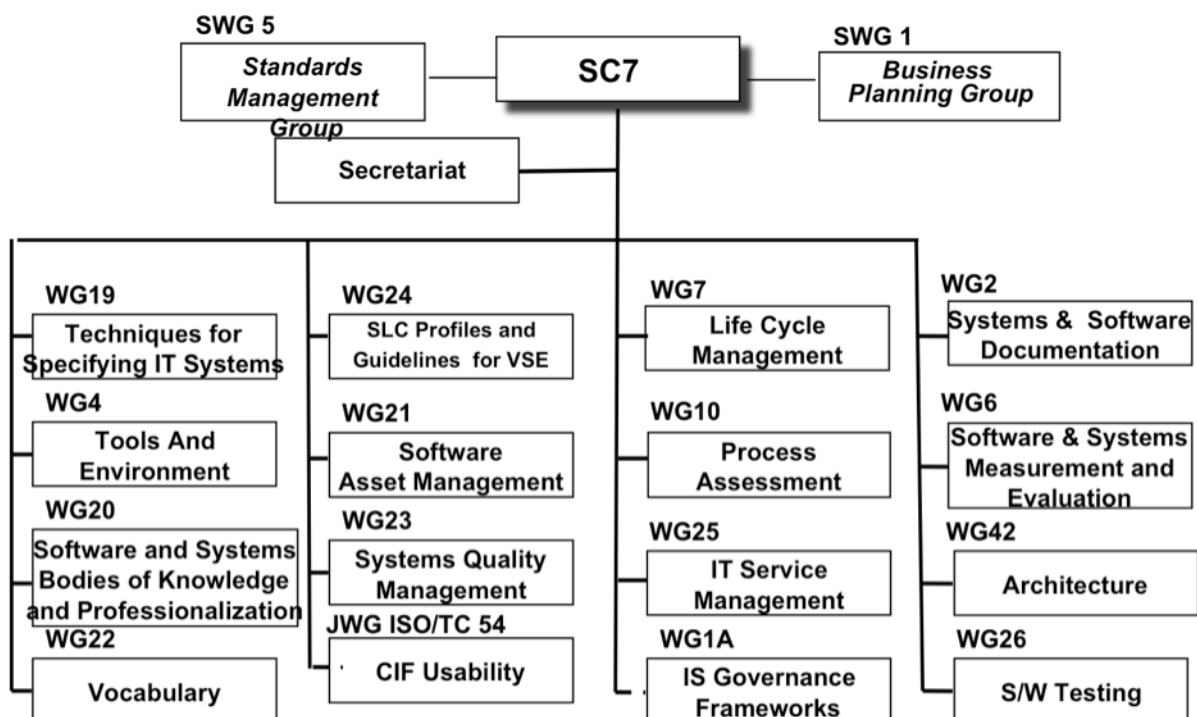 SWG 5
Standards
Management
Group
SC7
SWG 1
Business
Planning Group
Secretariat
WG19
Techniques for
Specifying IT Systems
WG4
Tools And
Environment
WG20
Software and Systems
Bodies of Knowledge
and Professionalization
WG22
Vocabulary
WG24
SLC Profiles and
Guidelines for VSE
WG21
Software
Asset Management
WG23
Systems Quality
Management
JWG ISO/TC 54
CIF Usability
WG7
Life Cycle
Management
WG10
Process
Assessment
WG25
IT Service
Management
WG1A
IS Governance
Frameworks
WG2
Systems & Software
Documentation
WG6
Software & Systems
Measurement and
Evaluation
WG42
Architecture
WG26
S/W Testing